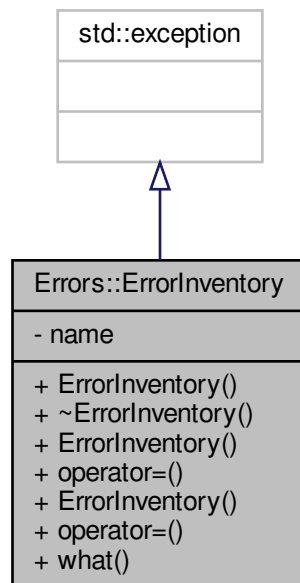 std::exception
Errors::ErrorInventory
- name
+ ErrorInventory()
+ ~ErrorInventory()
+ ErrorInventory()
+ operator=()
+ ErrorInventory()
+ operator=()
+ what()